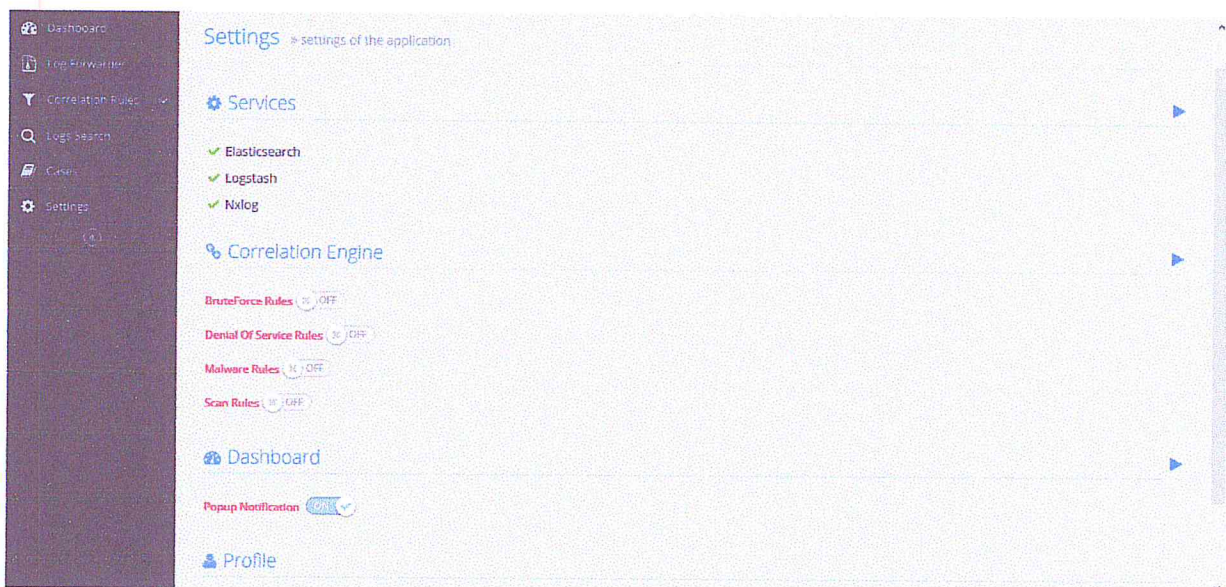 Dashboard
Log Forwarder
Correlation Rules
Logs Search
Cases
Settings
Settings » settings of the application
Services
Elasticsearch
Logstash
Nxlog
Correlation Engine
BruteForce Rules OFF
Denial Of Service Rules OFF
Malware Rules OFF
Scan Rules OFF
Dashboard
Popup Notification ON
Profile